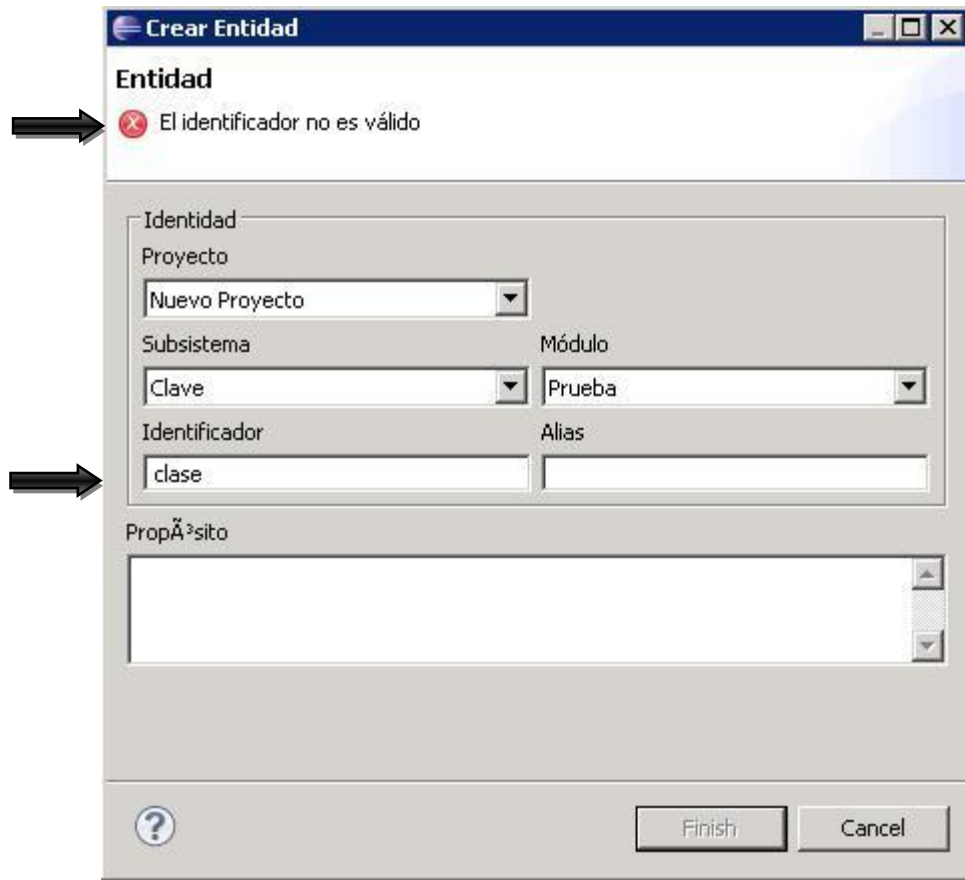 Crear Entidad
Entidad
El identificador no es válido
Identidad
Proyecto
Nuevo Proyecto
Subsistema Módulo
Clave Prueba
Identificador Alias
clase
PropÃ³sito
? Finish Cancel